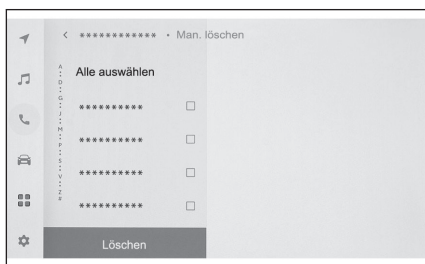 < ************ • Man. löschen
A
•
•
D
•
•
G
•
•
J
•
•
M
•
•
P
•
•
S
•
•
V
•
•
Z
#
Alle auswählen
**********
**********
**********
**********
Löschen